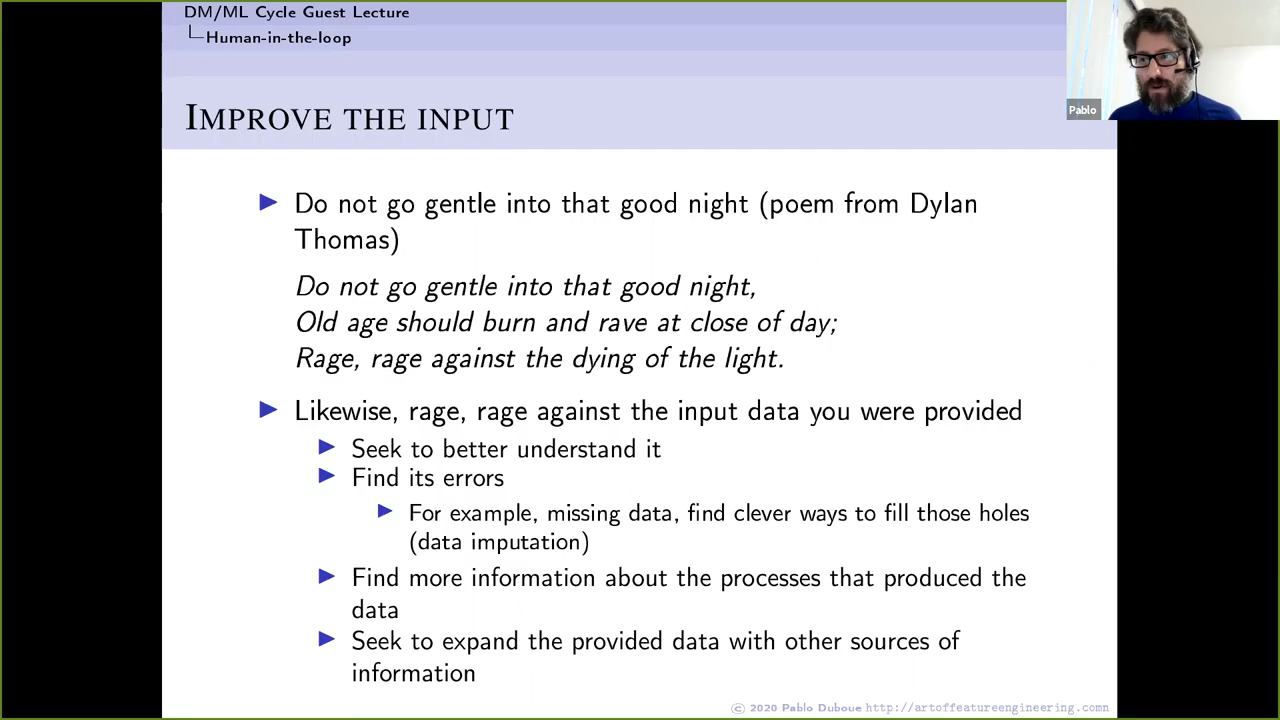 DM/ML Cycle Guest Lecture
Human-in-the-loop
IMPROVE THE INPUT
Pablo
Do not go gentle into that good night (poem from Dylan
Thomas)
Do not go gentle into that good night,
Old age should burn and rave at close of day;
Rage, rage against the dying of the light.
Likewise, rage, rage against the input data you were provided
Seek to better understand it
Find its errors
For example, missing data, find clever ways to fill those holes
(data imputation)
Find more information about the processes that produced the
data
Seek to expand the provided data with other sources of
information
© 2020 Pablo Duboue http://artoffeatureengineering.comn